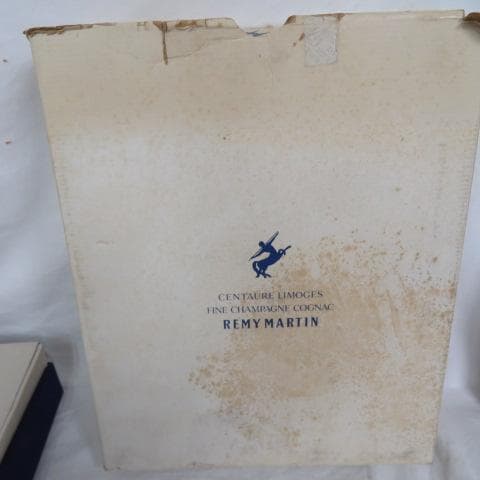 CENTAURE LIMOGES
FINE CHAMPAGNE COGNAC
REMY MARTIN